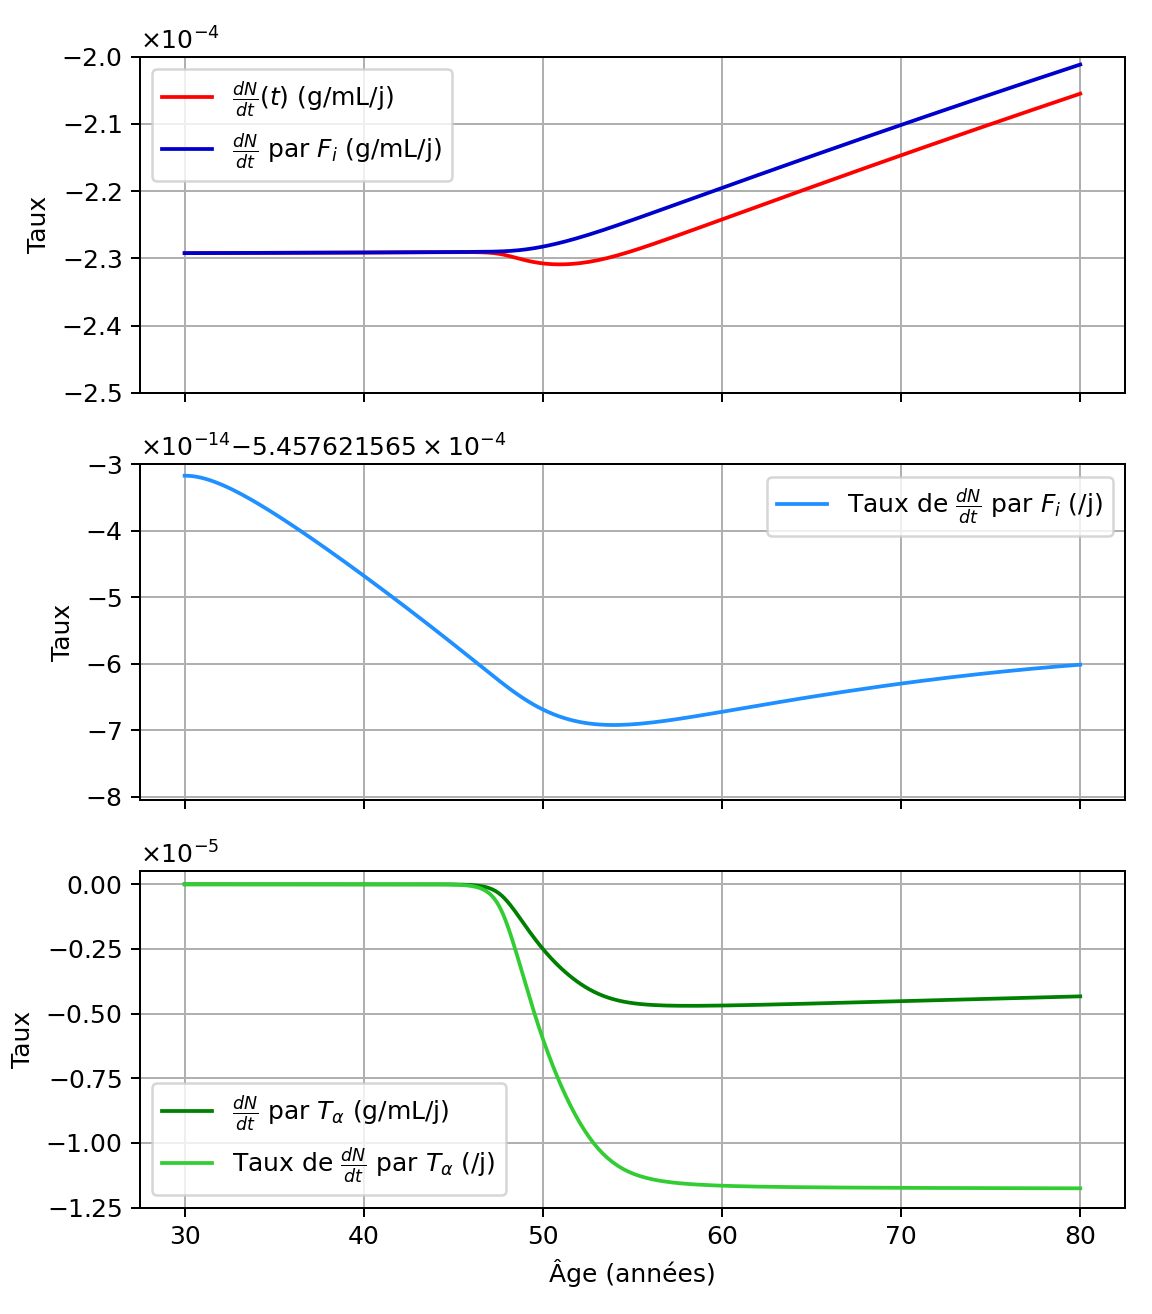 ×10⁻⁴
−2.0
−2.1
−2.2
−2.3
−2.4
−2.5
Taux
dN/dt(t) (g/mL/j)
dN/dt par Fᵢ (g/mL/j)
×10⁻¹⁴−5.457621565 × 10⁻⁴
−3
−4
−5
−6
−7
−8
Taux
Taux de dN/dt par Fᵢ (/j)
×10⁻⁵
0.00
−0.25
−0.50
−0.75
−1.00
−1.25
Taux
dN/dt par Tα (g/mL/j)
Taux de dN/dt par Tα (/j)
30 40 50 60 70 80
Âge (années)